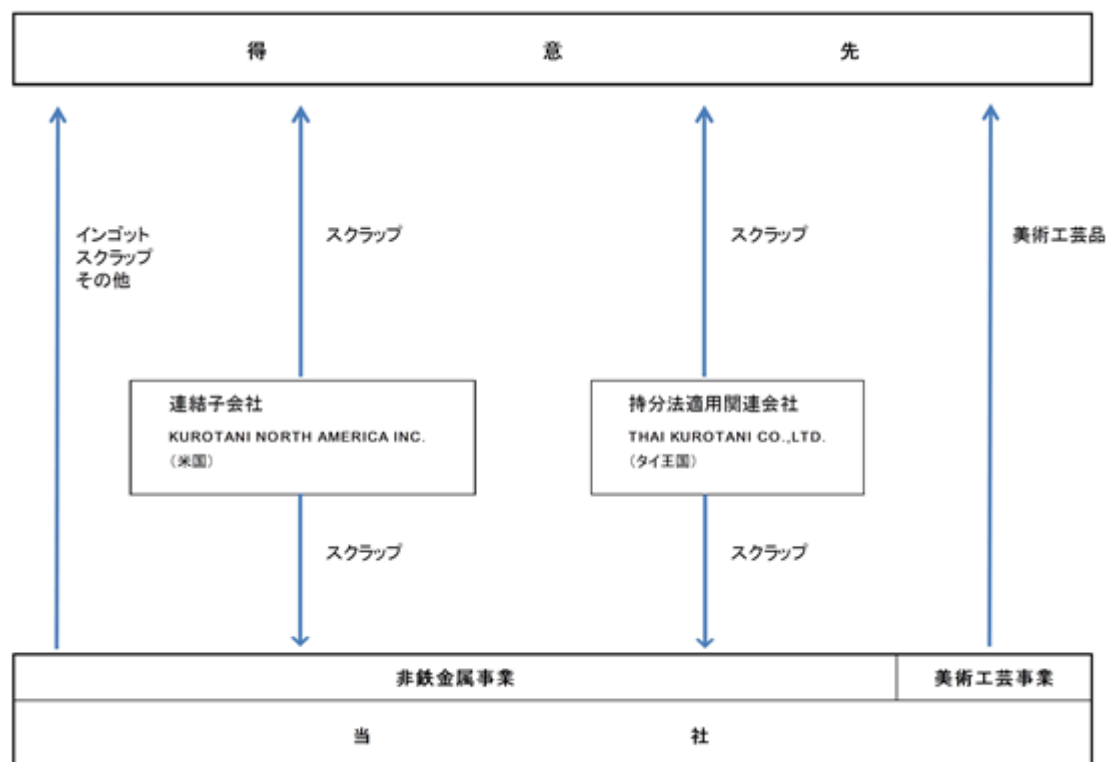 得意先
インゴット
スクラップ
その他
スクラップ
スクラップ
美術工芸品
連結子会社
KUROTANI NORTH AMERICA INC.
（米国）
持分法適用関連会社
THAI KUROTANI CO.,LTD.
（タイ王国）
スクラップ
スクラップ
非鉄金属事業
美術工芸事業
当社